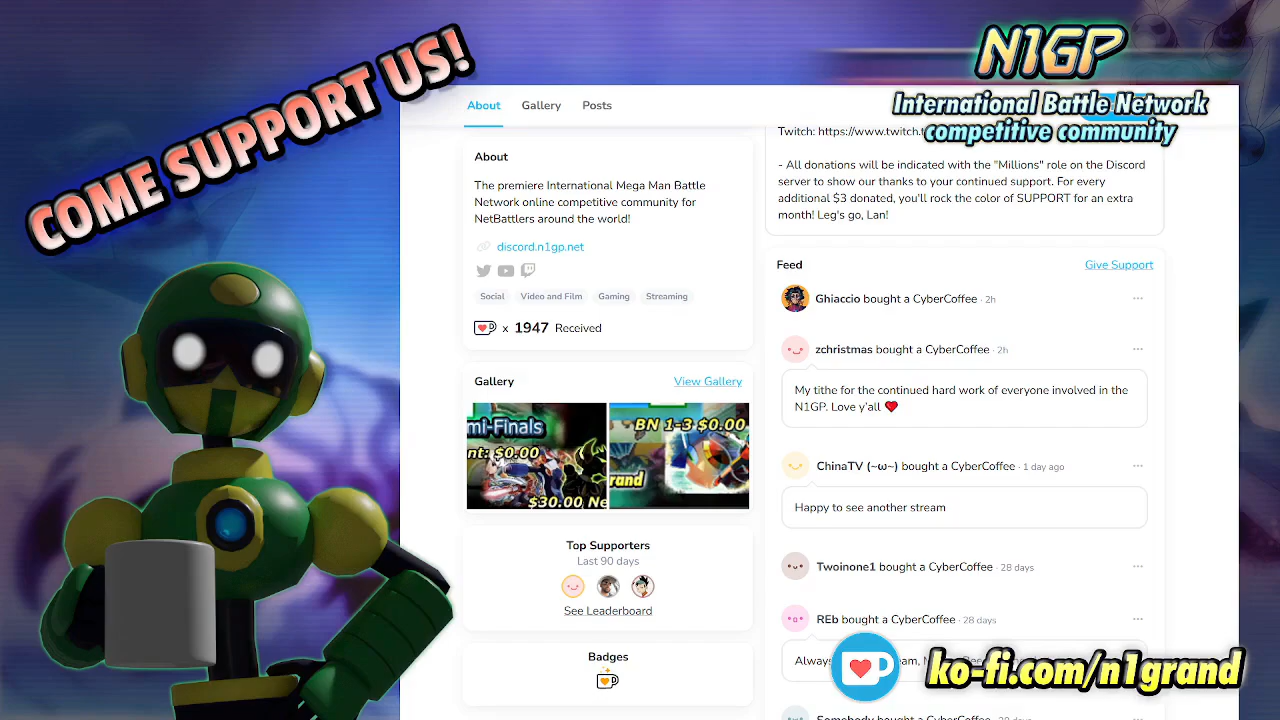 COME SUPPORT US!
N1GP
International Battle Network
competitive community
About
Gallery
Posts
About
The premiere International Mega Man Battle
Network online competitive community for
NetBattlers around the world!
discord.n1gp.net
Social
Video and Film
Gaming
Streaming
x 1947 Received
Gallery
View Gallery
mi-Finals
nt: $0.00
$30.00 Ne
BN 1-3 $0.00
rand
Top Supporters
Last 90 days
See Leaderboard
Badges
Twitch: https://www.twitch.t
- All donations will be indicated with the "Millions" role on the Discord
server to show our thanks to your continued support. For every
additional $3 donated, you'll rock the color of SUPPORT for an extra
month! Leg's go, Lan!
Feed
Give Support
Ghiaccio bought a CyberCoffee · 2h
zchristmas bought a CyberCoffee · 2h
My tithe for the continued hard work of everyone involved in the
N1GP. Love y'all ❤
ChinaTV (~ω~) bought a CyberCoffee · 1 day ago
Happy to see another stream
Twoinone1 bought a CyberCoffee · 28 days
REb bought a CyberCoffee · 28 days
Somebody bought a CyberCoffee · 28 days
ko-fi.com/n1grand